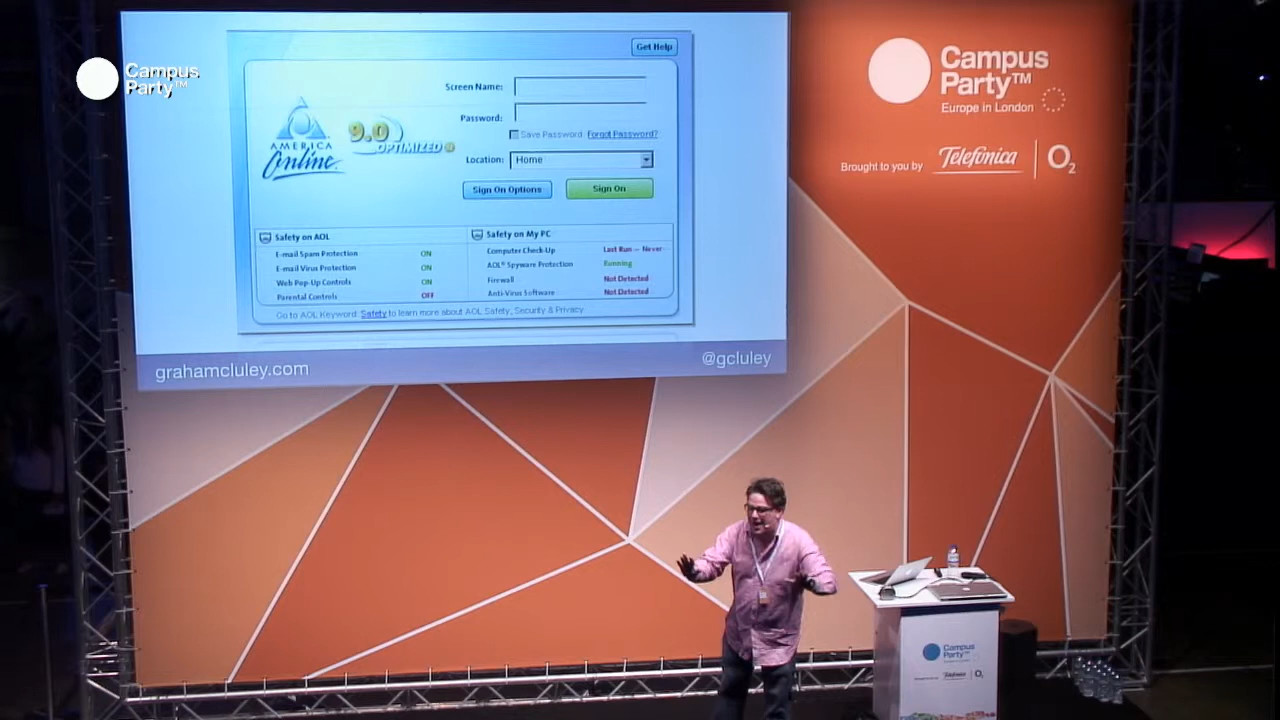 Campus
Party™
Get Help
Screen Name:
Password:
Save Password Forgot Password?
Location: Home
Sign On Options Sign On
AMERICA
Online
9.0
OPTIMIZED
Safety on AOL
E-mail Spam Protection ON
E-mail Virus Protection ON
Web Pop-Up Controls ON
Parental Controls OFF
Safety on My PC
Computer Check-Up Last Run -- Never
AOL® Spyware Protection Running
Firewall Not Detected
Anti-Virus Software Not Detected
Go to AOL Keyword: Safety to learn more about AOL Safety, Security & Privacy
grahamcluley.com
@gcluley
Campus
Party™
Europe in London
Brought to you by Telefónica O2
Campus
Party™
Telefónica O2